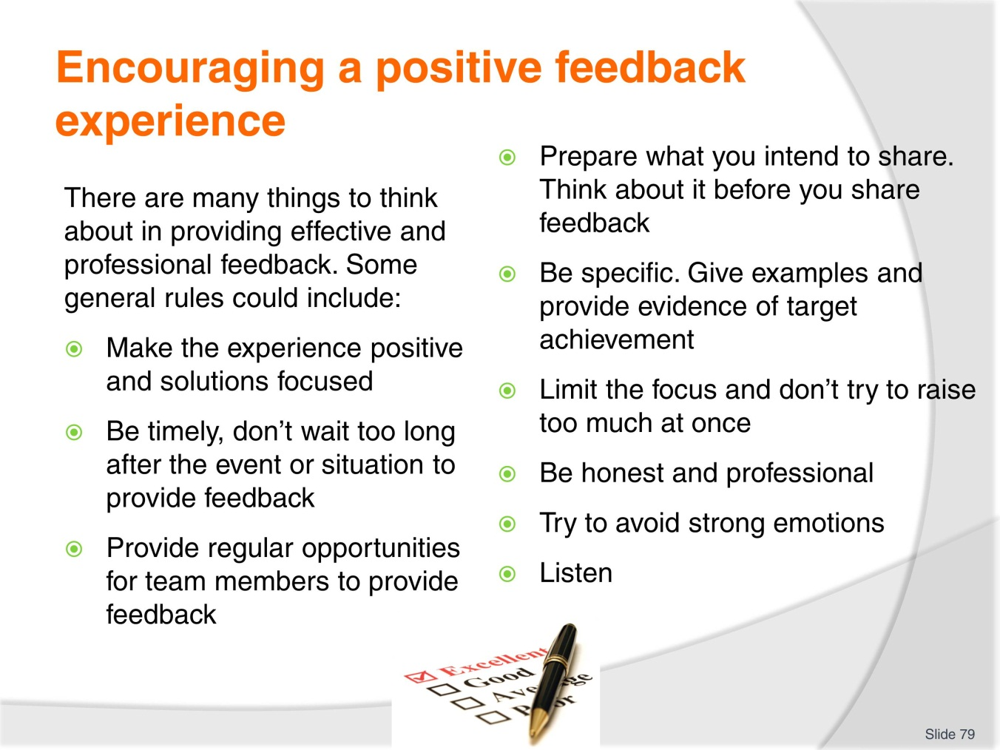 Encouraging a positive feedback
experience
There are many things to think
about in providing effective and
professional feedback. Some
general rules could include:
Make the experience positive
and solutions focused
Be timely, don’t wait too long
after the event or situation to
provide feedback
Provide regular opportunities
for team members to provide
feedback
Prepare what you intend to share.
Think about it before you share
feedback
Be specific. Give examples and
provide evidence of target
achievement
Limit the focus and don’t try to raise
too much at once
Be honest and professional
Try to avoid strong emotions
Listen
Excellent
Good
Slide 79